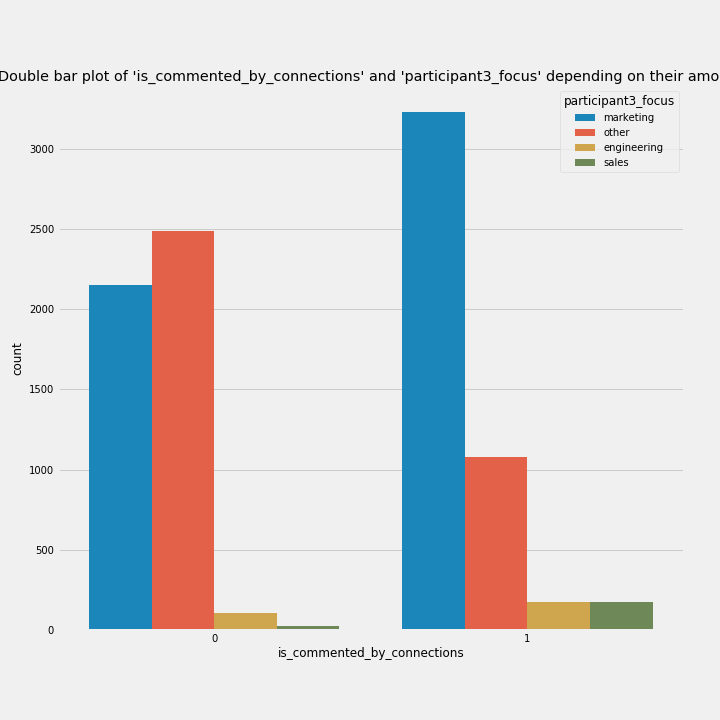 Double bar plot of 'is_commented_by_connections' and 'participant3_focus' depending on their amo
participant3_focus
marketing
other
engineering
sales
3000
2500
2000
1500
1000
500
0
count
0 1
is_commented_by_connections